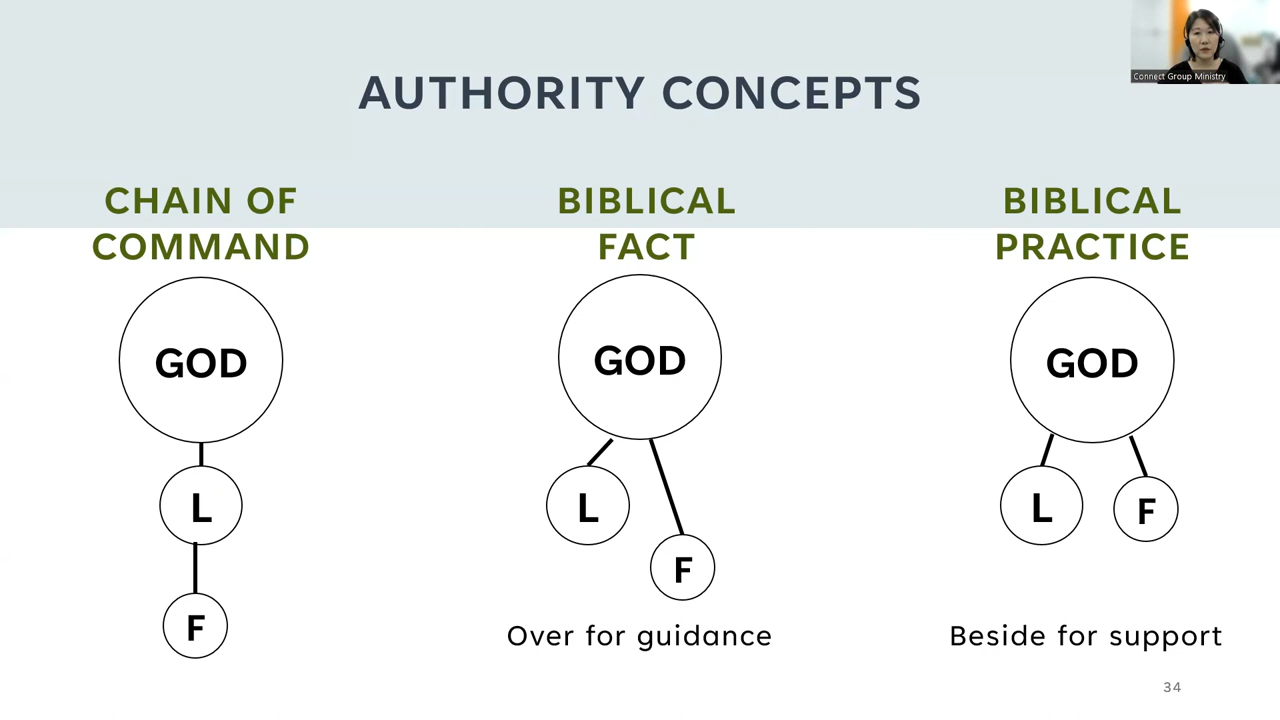 Connect Group Ministry
AUTHORITY CONCEPTS
CHAIN OF
COMMAND
GOD
L
F
BIBLICAL
FACT
GOD
L
F
Over for guidance
BIBLICAL
PRACTICE
GOD
L
F
Beside for support
34